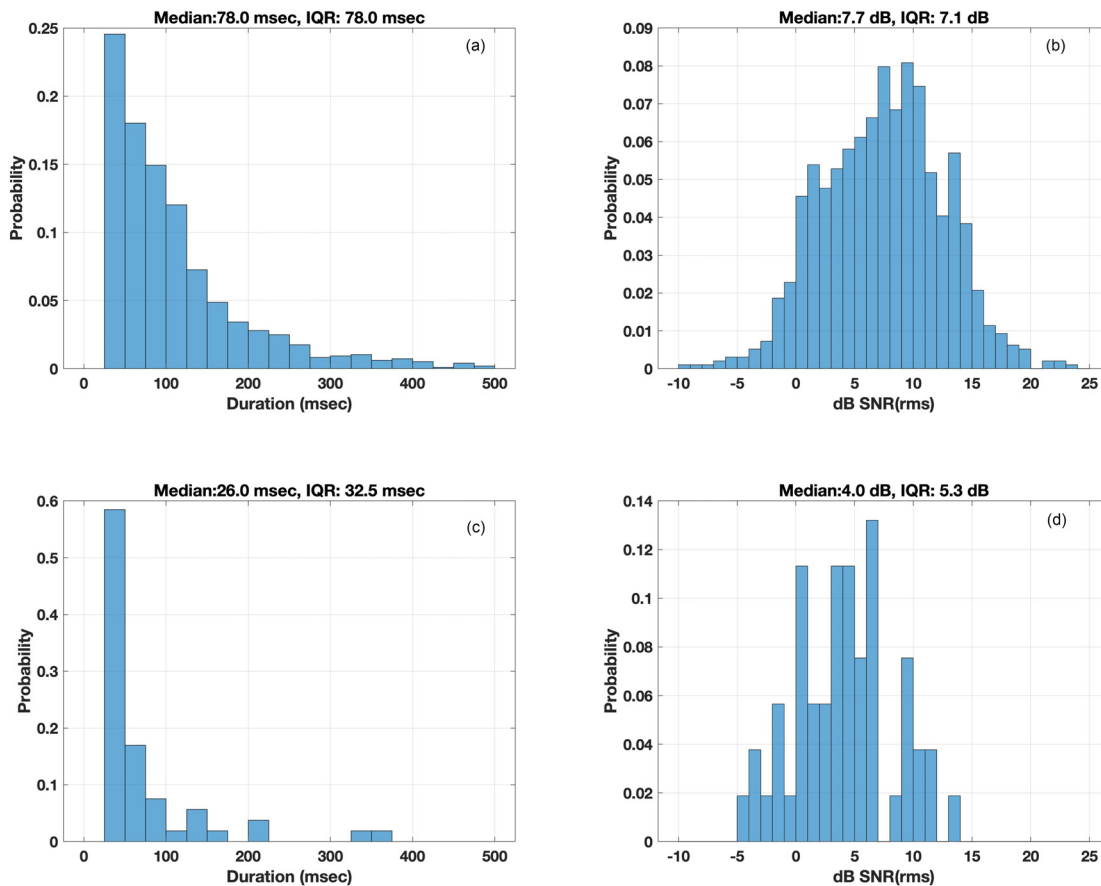 Median:78.0 msec, IQR: 78.0 msec
(a)
0.25
0.2
0.15
0.1
0.05
0
Probability
0 100 200 300 400 500
Duration (msec)
Median:7.7 dB, IQR: 7.1 dB
(b)
0.09
0.08
0.07
0.06
0.05
0.04
0.03
0.02
0.01
0
Probability
-10 -5 0 5 10 15 20 25
dB SNR(rms)
Median:26.0 msec, IQR: 32.5 msec
(c)
0.6
0.5
0.4
0.3
0.2
0.1
0
Probability
0 100 200 300 400 500
Duration (msec)
Median:4.0 dB, IQR: 5.3 dB
(d)
0.14
0.12
0.1
0.08
0.06
0.04
0.02
0
Probability
-10 -5 0 5 10 15 20 25
dB SNR(rms)